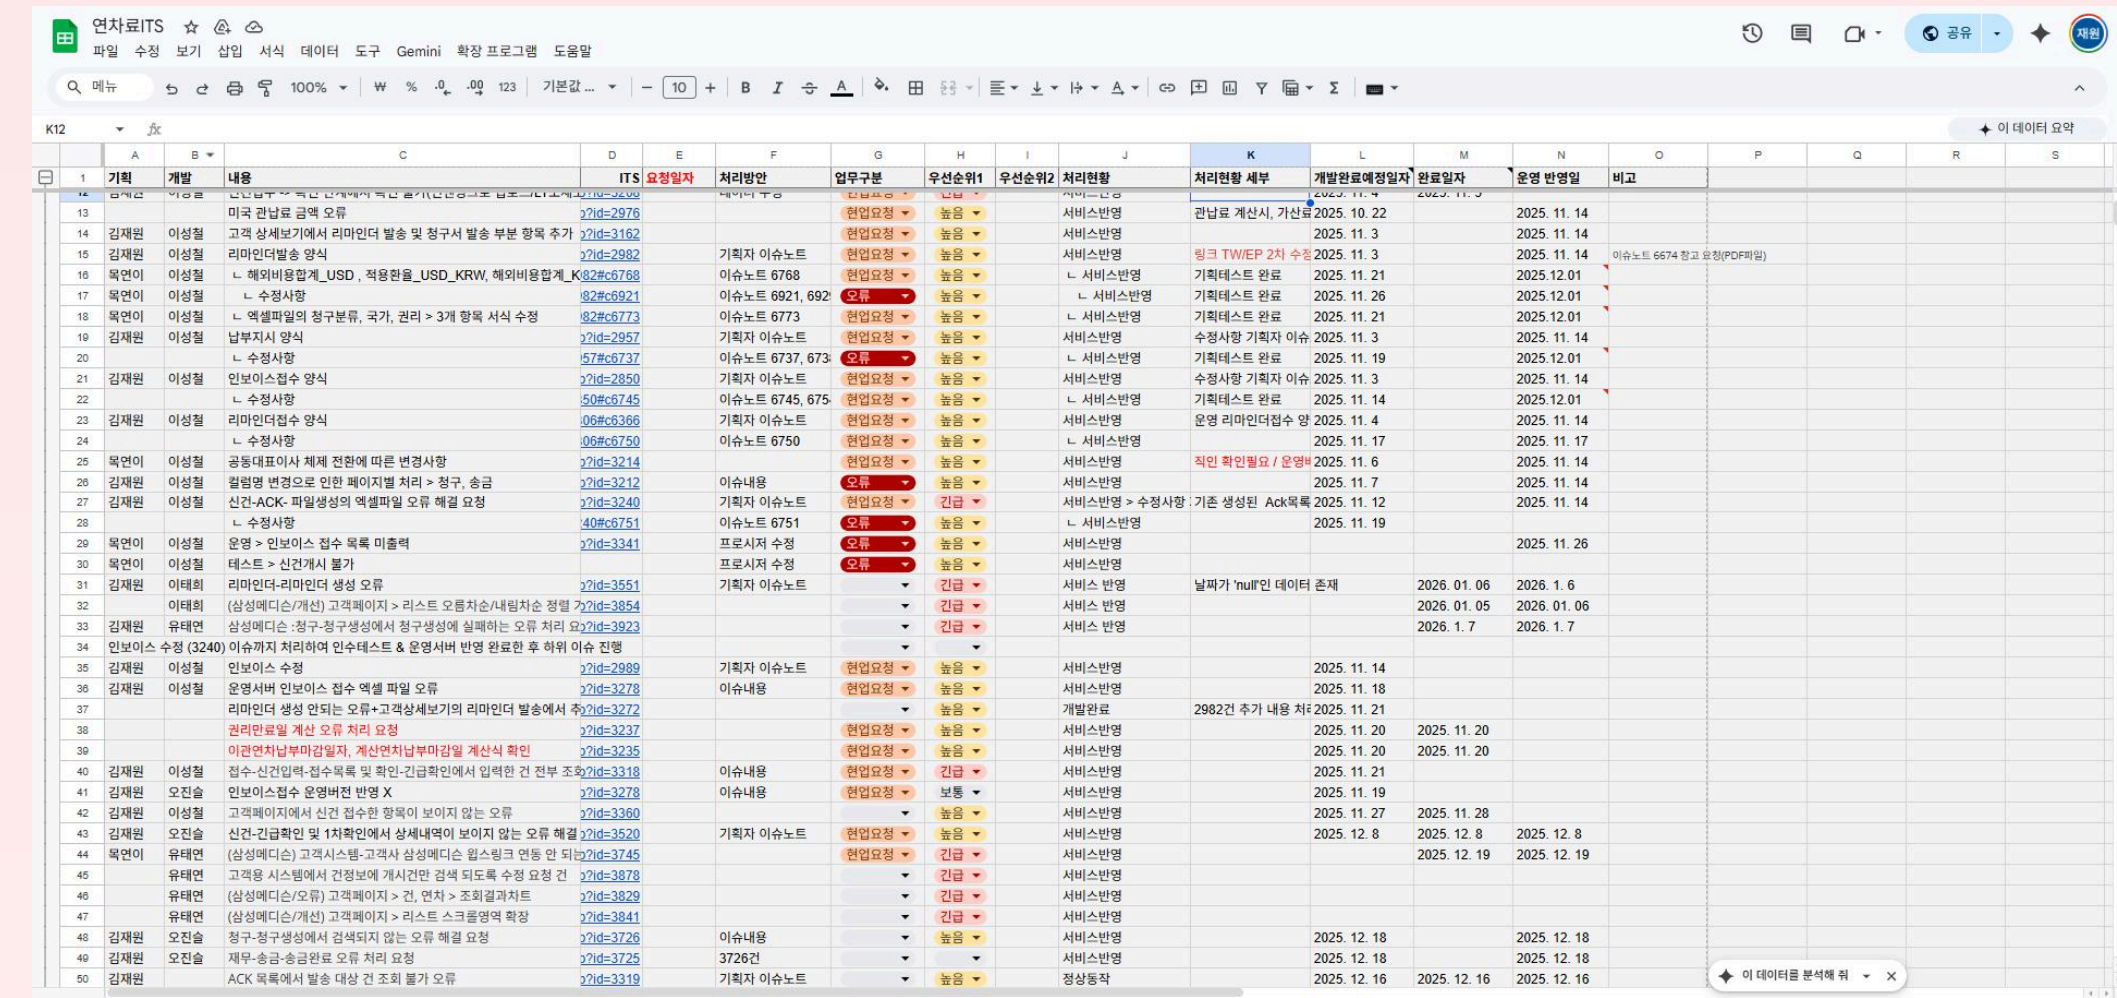 연차료ITS
파일 수정 보기 삽입 서식 데이터 도구 Gemini 확장 프로그램 도움말
공유
재원
메뉴 100% ₩ % .0 .00 123 기본값 ... 10 B I A Σ
K12 fx
이 데이터 요약
A B C D E F G H I J K L M N O P Q R S
1 기획 개발 내용 ITS 요청일자 처리방안 업무구분 우선순위1 우선순위2 처리현황 처리현황 세부 개발완료예정일자 완료일자 운영 반영일 비고
13 미국 관납료 금액 오류 ?id=2976 현업요청 높음 서비스반영 관납료 계산시, 가산료 2025. 10. 22 2025. 11. 14
14 김재원 이성철 고객 상세보기에서 리마인더 발송 및 청구서 발송 부분 항목 추가 ?id=3162 현업요청 높음 서비스반영 2025. 11. 3 2025. 11. 14
15 김재원 이성철 리마인더발송 양식 ?id=2982 기획자 이슈노트 현업요청 높음 서비스반영 링크 TW/EP 2차 수정 2025. 11. 3 2025. 11. 14 이슈노트 6674 참고 요청(PDF파일)
16 목연이 이성철 ㄴ 해외비용합계_USD , 적용환율_USD_KRW, 해외비용합계_K 82#c6768 이슈노트 6768 현업요청 높음 ㄴ 서비스반영 기획테스트 완료 2025. 11. 21 2025.12.01
17 목연이 이성철 ㄴ 수정사항 82#c6921 이슈노트 6921, 692 오류 높음 ㄴ 서비스반영 기획테스트 완료 2025. 11. 26 2025.12.01
18 목연이 이성철 ㄴ 엑셀파일의 청구분류, 국가, 권리 > 3개 항목 서식 수정 82#c6773 이슈노트 6773 현업요청 높음 ㄴ 서비스반영 기획테스트 완료 2025. 11. 21 2025.12.01
19 김재원 이성철 납부지시 양식 ?id=2957 기획자 이슈노트 현업요청 높음 서비스반영 수정사항 기획자 이슈 2025. 11. 3 2025. 11. 14
20 ㄴ 수정사항 57#c6737 이슈노트 6737, 673 오류 높음 ㄴ 서비스반영 기획테스트 완료 2025. 11. 19 2025.12.01
21 김재원 이성철 인보이스접수 양식 ?id=2850 기획자 이슈노트 현업요청 높음 서비스반영 수정사항 기획자 이슈 2025. 11. 3 2025. 11. 14
22 ㄴ 수정사항 50#c6745 이슈노트 6745, 675 현업요청 높음 ㄴ 서비스반영 기획테스트 완료 2025. 11. 14 2025.12.01
23 김재원 이성철 리마인더접수 양식 06#c6366 기획자 이슈노트 현업요청 높음 서비스반영 운영 리마인더접수 양 2025. 11. 4 2025. 11. 14
24 ㄴ 수정사항 06#c6750 이슈노트 6750 현업요청 높음 ㄴ 서비스반영 2025. 11. 17 2025. 11. 17
25 목연이 이성철 공동대표이사 체제 전환에 따른 변경사항 ?id=3214 현업요청 높음 서비스반영 직인 확인필요 / 운영 2025. 11. 6 2025. 11. 14
26 김재원 이성철 컬럼명 변경으로 인한 페이지별 처리 > 청구, 송금 ?id=3212 이슈내용 오류 높음 서비스반영 2025. 11. 7 2025. 11. 14
27 김재원 이성철 신건-ACK- 파일생성의 엑셀파일 오류 해결 요청 ?id=3240 기획자 이슈노트 현업요청 긴급 서비스반영 > 수정사항 기존 생성된 Ack목록 2025. 11. 12 2025. 11. 14
28 ㄴ 수정사항 40#c6751 이슈노트 6751 오류 높음 ㄴ 서비스반영 2025. 11. 19
29 목연이 이성철 운영 > 인보이스 접수 목록 미출력 ?id=3341 프로시저 수정 오류 높음 서비스반영 2025. 11. 26
30 목연이 이성철 테스트 > 신건개시 불가 프로시저 수정 오류 높음 서비스반영
31 김재원 이태희 리마인더-리마인더 생성 오류 ?id=3551 기획자 이슈노트 긴급 서비스 반영 날짜가 'null'인 데이터 존재 2026. 01. 06 2026. 1. 6
32 이태희 (삼성메디슨/개선) 고객페이지 > 리스트 오름차순/내림차순 정렬 ?id=3854 긴급 서비스 반영 2026. 01. 05 2026. 01. 06
33 김재원 유태연 삼성메디슨 :청구-청구생성에서 청구생성에 실패하는 오류 처리 요 ?id=3923 긴급 서비스 반영 2026. 1. 7 2026. 1. 7
34 인보이스 수정 (3240) 이슈까지 처리하여 인수테스트 & 운영서버 반영 완료한 후 하위 이슈 진행
35 김재원 이성철 인보이스 수정 ?id=2989 기획자 이슈노트 현업요청 높음 서비스반영 2025. 11. 14
36 김재원 이성철 운영서버 인보이스 접수 엑셀 파일 오류 ?id=3278 이슈내용 현업요청 높음 서비스반영 2025. 11. 18
37 리마인더 생성 안되는 오류+고객상세보기의 리마인더 발송에서 추 ?id=3272 높음 개발완료 2982건 추가 내용 처리 2025. 11. 21
38 권리만료일 계산 오류 처리 요청 ?id=3237 현업요청 높음 서비스반영 2025. 11. 20 2025. 11. 20
39 이관연차납부마감일자, 계산연차납부마감일 계산식 확인 ?id=3235 현업요청 높음 서비스반영 2025. 11. 20 2025. 11. 20
40 김재원 이성철 접수-신건입력-접수목록 및 확인-긴급확인에서 입력한 건 전부 조회 ?id=3318 이슈내용 현업요청 긴급 서비스반영 2025. 11. 21
41 김재원 오진슬 인보이스접수 운영버전 반영 X ?id=3278 이슈내용 현업요청 보통 서비스반영 2025. 11. 19
42 김재원 이성철 고객페이지에서 신건 접수한 항목이 보이지 않는 오류 ?id=3360 높음 서비스반영 2025. 11. 27 2025. 11. 28
43 김재원 오진슬 신건-긴급확인 및 1차확인에서 상세내역이 보이지 않는 오류 해결 ?id=3520 기획자 이슈노트 현업요청 높음 서비스반영 2025. 12. 8 2025. 12. 8 2025. 12. 8
44 목연이 유태연 (삼성메디슨) 고객시스템-고객사 삼성메디슨 윕스링크 연동 안 되는 ?id=3745 현업요청 긴급 서비스반영 2025. 12. 19 2025. 12. 19
45 유태연 고객용 시스템에서 건정보에 개시건만 검색 되도록 수정 요청 건 ?id=3878 긴급 서비스반영
46 유태연 (삼성메디슨/오류) 고객페이지 > 건, 연차 > 조회결과차트 ?id=3829 긴급 서비스반영
47 유태연 (삼성메디슨/개선) 고객페이지 > 리스트 스크롤영역 확장 ?id=3841 긴급 서비스반영
48 김재원 오진슬 청구-청구생성에서 검색되지 않는 오류 해결 요청 ?id=3726 이슈내용 높음 서비스반영 2025. 12. 18 2025. 12. 18
49 김재원 오진슬 재무-송금-송금완료 오류 처리 요청 ?id=3725 3726건 서비스반영 2025. 12. 18 2025. 12. 18
50 김재원 ACK 목록에서 발송 대상 건 조회 불가 오류 ?id=3319 기획자 이슈노트 높음 정상동작 2025. 12. 16 2025. 12. 16 2025. 12. 16
이 데이터를 분석해 줘